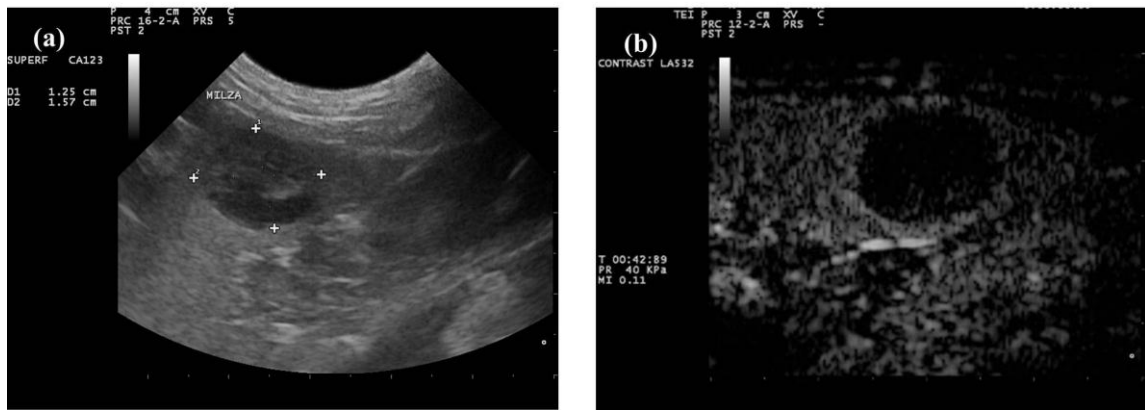 P 4 cm XV C
PRC 16-2-A PRS 5
PST 2
(a)
SUPERF CA123
D1 1.25 cm
D2 1.57 cm
MILZA
1
2
TEI P 3 cm XV C
PRC 12-2-A PRS -
PST 2
(b)
CONTRAST LA532
T 00:42:89
PR 40 KPa
MI 0.11